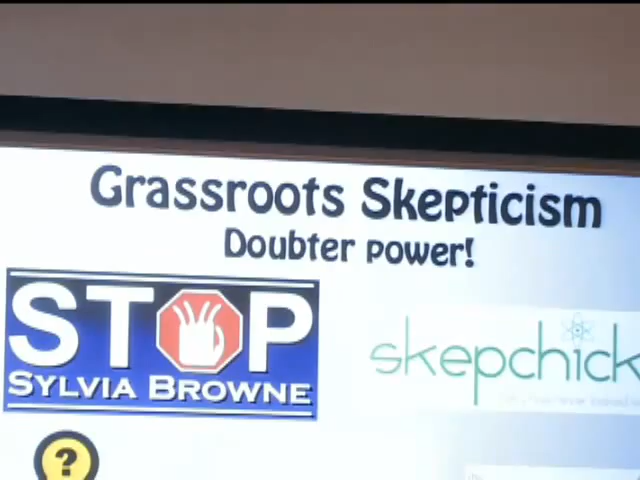 Grassroots Skepticism
Doubter power!
STOP
SYLVIA BROWNE
skepchick
?